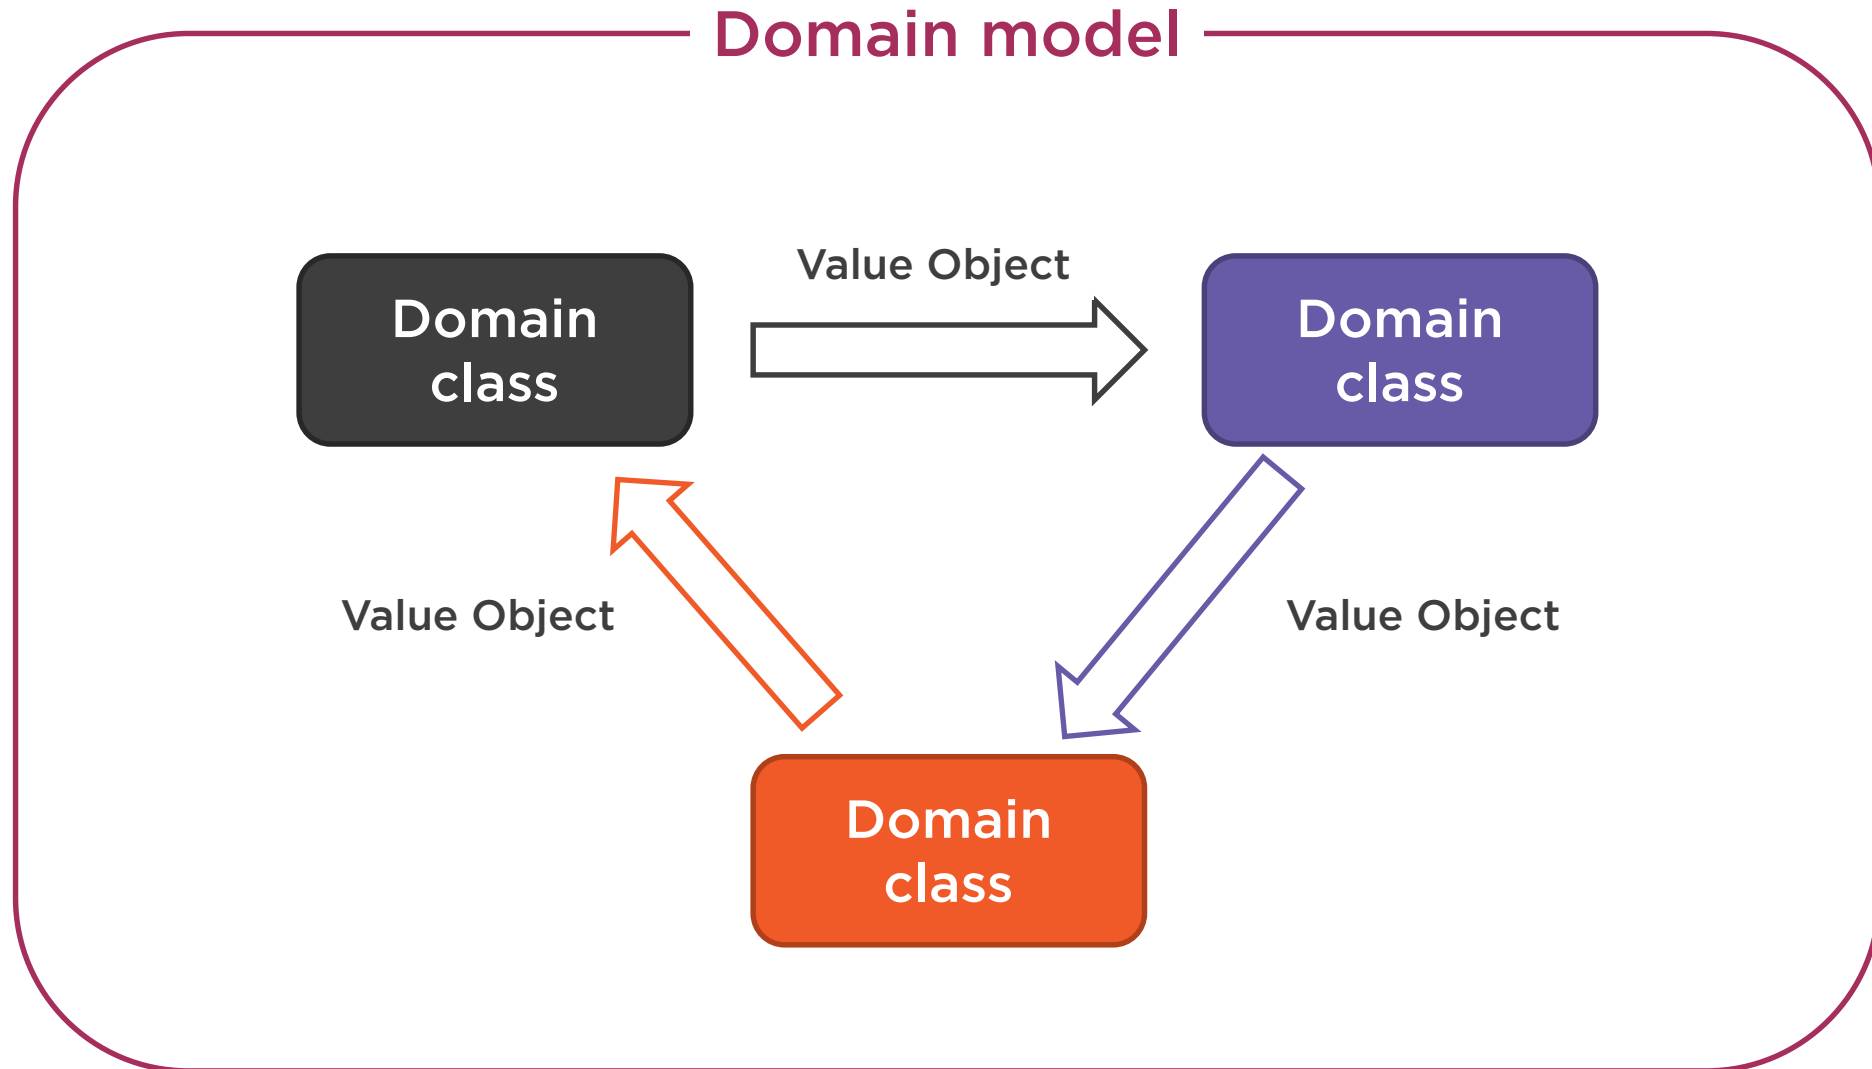 Domain model
Value Object
Domain
class
Domain
class
Value Object
Value Object
Domain
class